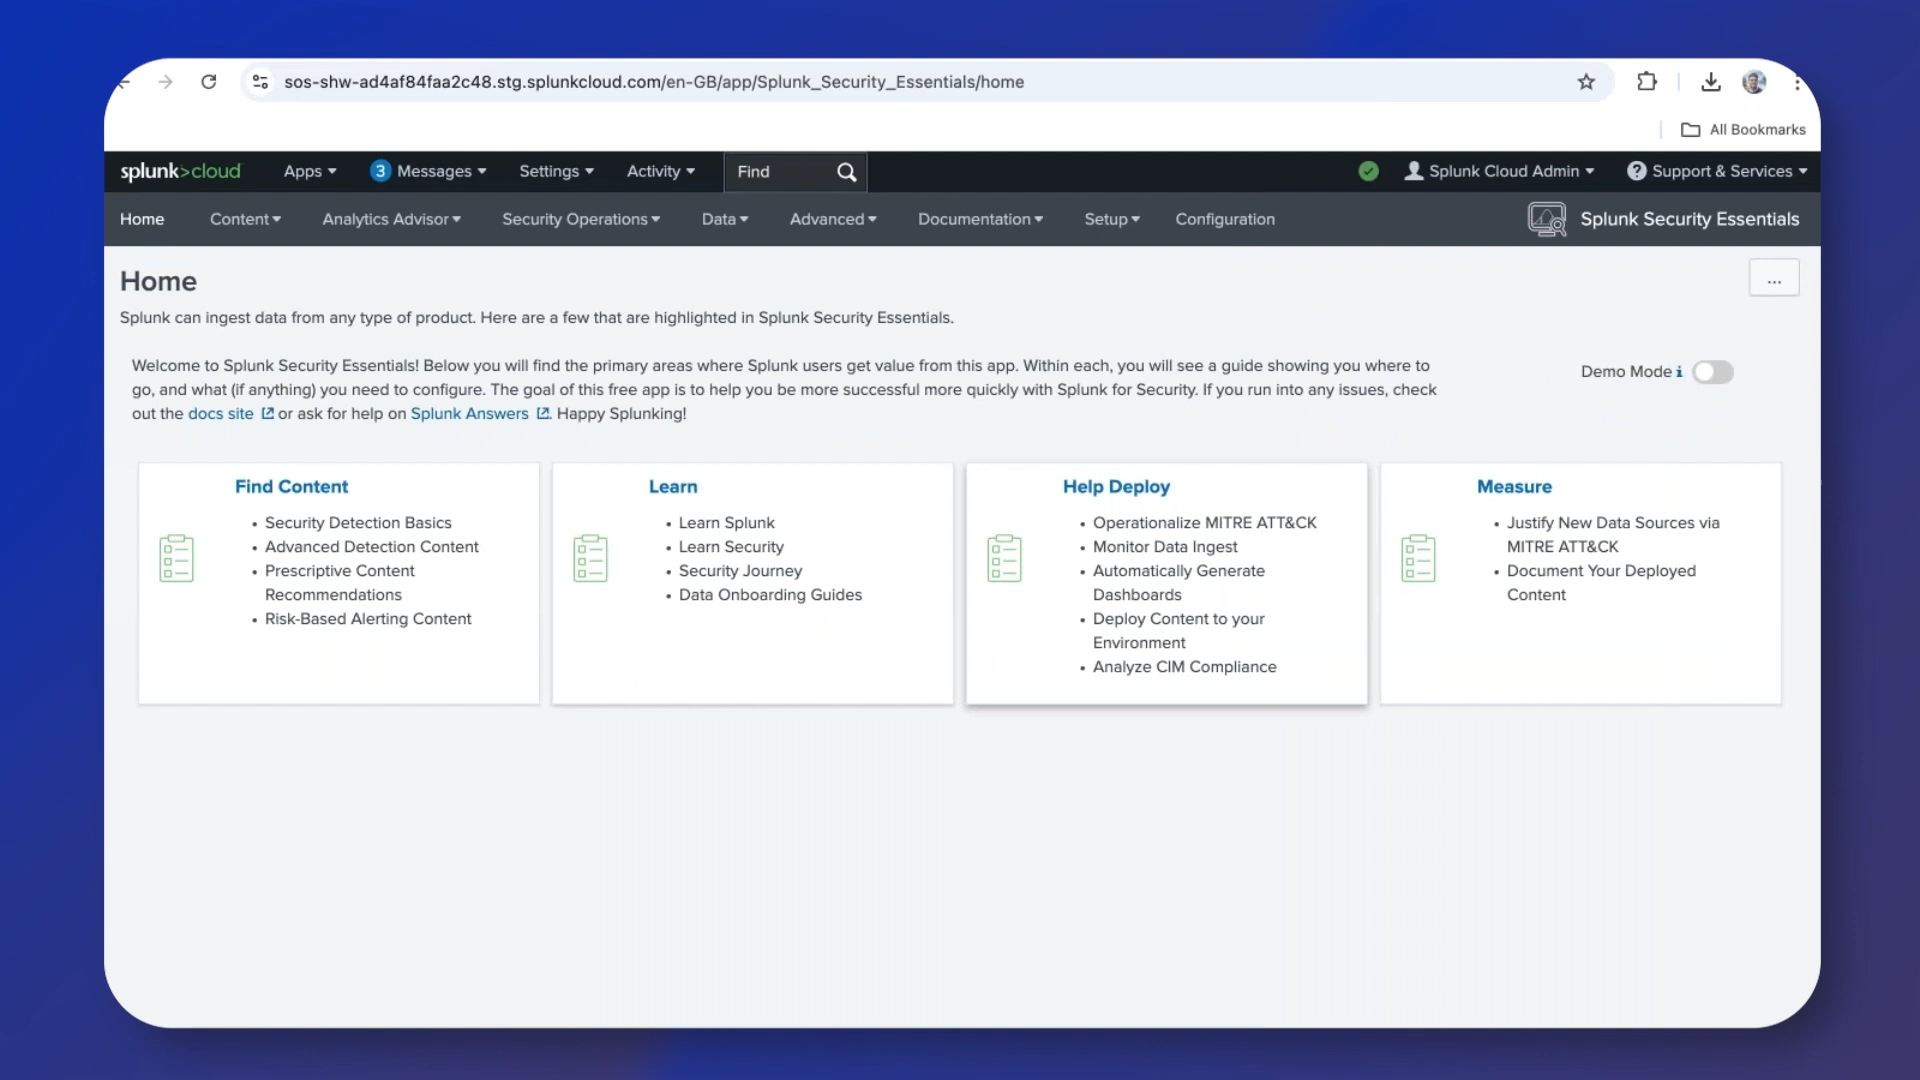 sos-shw-ad4af84faa2c48.stg.splunkcloud.com/en-GB/app/Splunk_Security_Essentials/home
All Bookmarks
splunk>cloud Apps 3 Messages Settings Activity Find Splunk Cloud Admin ? Support & Services
Home Content Analytics Advisor Security Operations Data Advanced Documentation Setup Configuration Splunk Security Essentials
Home
...
Splunk can ingest data from any type of product. Here are a few that are highlighted in Splunk Security Essentials.
Welcome to Splunk Security Essentials! Below you will find the primary areas where Splunk users get value from this app. Within each, you will see a guide showing you where to
go, and what (if anything) you need to configure. The goal of this free app is to help you be more successful more quickly with Splunk for Security. If you run into any issues, check
out the docs site or ask for help on Splunk Answers . Happy Splunking!
Demo Mode i
Find Content
• Security Detection Basics
• Advanced Detection Content
• Prescriptive Content
Recommendations
• Risk-Based Alerting Content
Learn
• Learn Splunk
• Learn Security
• Security Journey
• Data Onboarding Guides
Help Deploy
• Operationalize MITRE ATT&CK
• Monitor Data Ingest
• Automatically Generate
Dashboards
• Deploy Content to your
Environment
• Analyze CIM Compliance
Measure
• Justify New Data Sources via
MITRE ATT&CK
• Document Your Deployed
Content